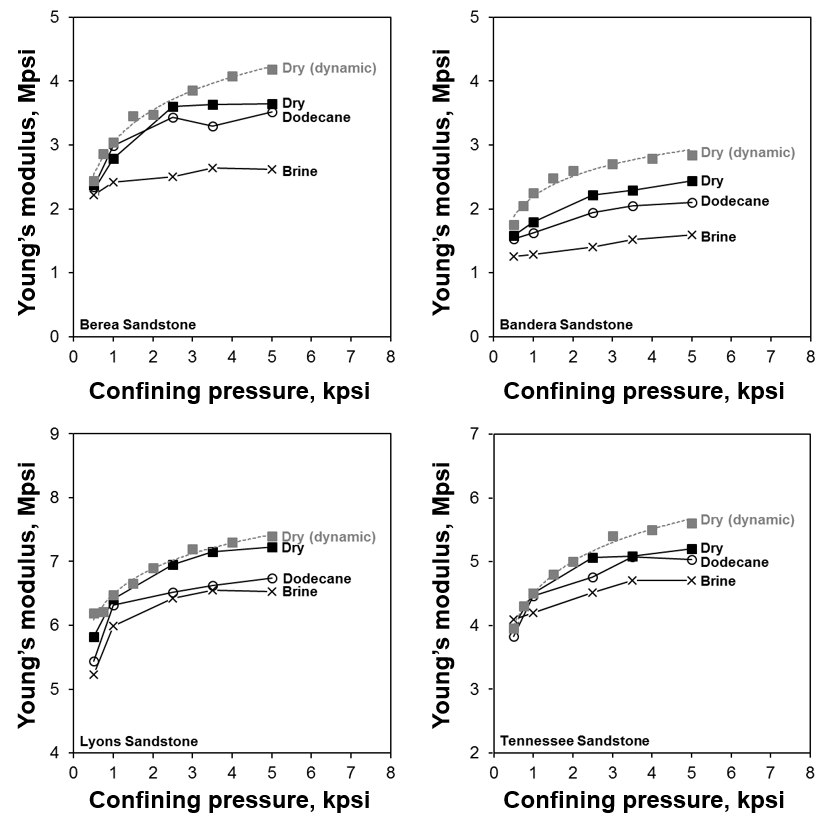 Young's modulus, Mpsi
5
4
3
2
1
0
Dry (dynamic)
Dry
Dodecane
Brine
Berea Sandstone
0 1 2 3 4 5 6 7 8
Confining pressure, kpsi
Young's modulus, Mpsi
5
4
3
2
1
0
Dry (dynamic)
Dry
Dodecane
Brine
Bandera Sandstone
0 1 2 3 4 5 6 7 8
Confining pressure, kpsi
Young's modulus, Mpsi
9
8
7
6
5
4
Dry (dynamic)
Dry
Dodecane
Brine
Lyons Sandstone
0 1 2 3 4 5 6 7 8
Confining pressure, kpsi
Young's modulus, Mpsi
7
6
5
4
3
2
Dry (dynamic)
Dry
Dodecane
Brine
Tennessee Sandstone
0 1 2 3 4 5 6 7 8
Confining pressure, kpsi